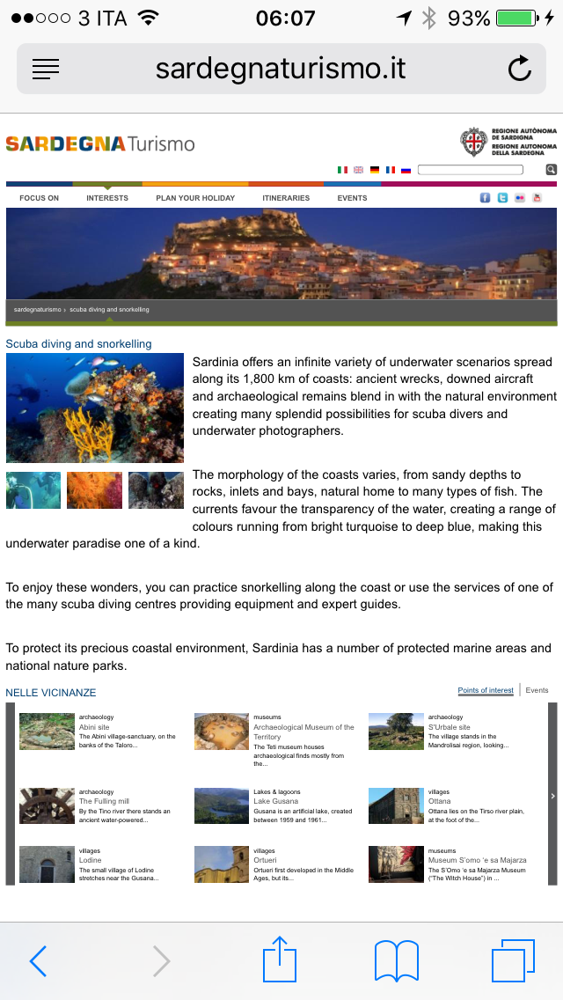 3 ITA 06:07 93%
sardegnaturismo.it
SARDEGNA Turismo
REGIONE AUTÒNOMA
DE SARDIGNA
REGIONE AUTONOMA
DELLA SARDEGNA
FOCUS ON INTERESTS PLAN YOUR HOLIDAY ITINERARIES EVENTS
sardegnaturismo › scuba diving and snorkelling
Scuba diving and snorkelling
Sardinia offers an infinite variety of underwater scenarios spread
along its 1,800 km of coasts: ancient wrecks, downed aircraft
and archaeological remains blend in with the natural environment
creating many splendid possibilities for scuba divers and
underwater photographers.
The morphology of the coasts varies, from sandy depths to
rocks, inlets and bays, natural home to many types of fish. The
currents favour the transparency of the water, creating a range of
colours running from bright turquoise to deep blue, making this
underwater paradise one of a kind.
To enjoy these wonders, you can practice snorkelling along the coast or use the services of one of
the many scuba diving centres providing equipment and expert guides.
To protect its precious coastal environment, Sardinia has a number of protected marine areas and
national nature parks.
NELLE VICINANZE
Points of interest Events
archaeology
Abini site
The Abini village-sanctuary, on the
banks of the Taloro...
museums
Archaeological Museum of the
Territory
The Teti museum houses
archaeological finds mostly from
the...
archaeology
S'Urbale site
The village stands in the
Mandrolisai region, looking...
archaeology
The Fulling mill
By the Tino river there stands an
ancient water-powered...
Lakes & lagoons
Lake Gusana
Gusana is an artificial lake, created
between 1959 and 1961...
villages
Ottana
Ottana lies on the Tirso river plain,
at the foot of the...
villages
Lodine
The small village of Lodine
stretches near the Gusana...
villages
Ortueri
Ortueri first developed in the Middle
Ages, but its...
museums
Museum S'omo 'e sa Majarza
The S'Omo 'e sa Majarza Museum
("The Witch House") in ...